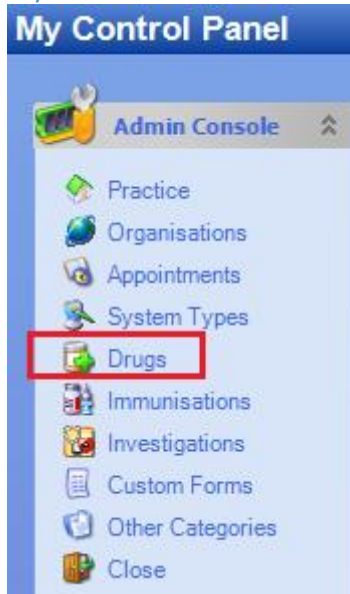 My Control Panel
Admin Console
Practice
Organisations
Appointments
System Types
Drugs
Immunisations
Investigations
Custom Forms
Other Categories
Close